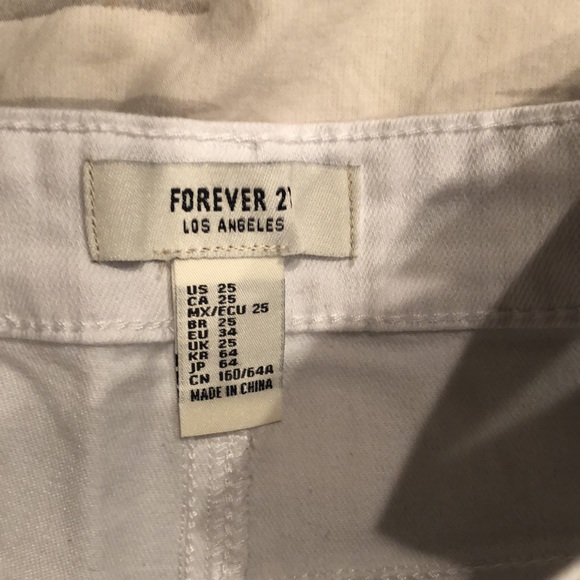 FOREVER 21
LOS ANGELES
US 25
CA 25
MX/ECU 25
BR 25
EU 34
UK 25
KR 64
JP 64
CN 160/64A
MADE IN CHINA